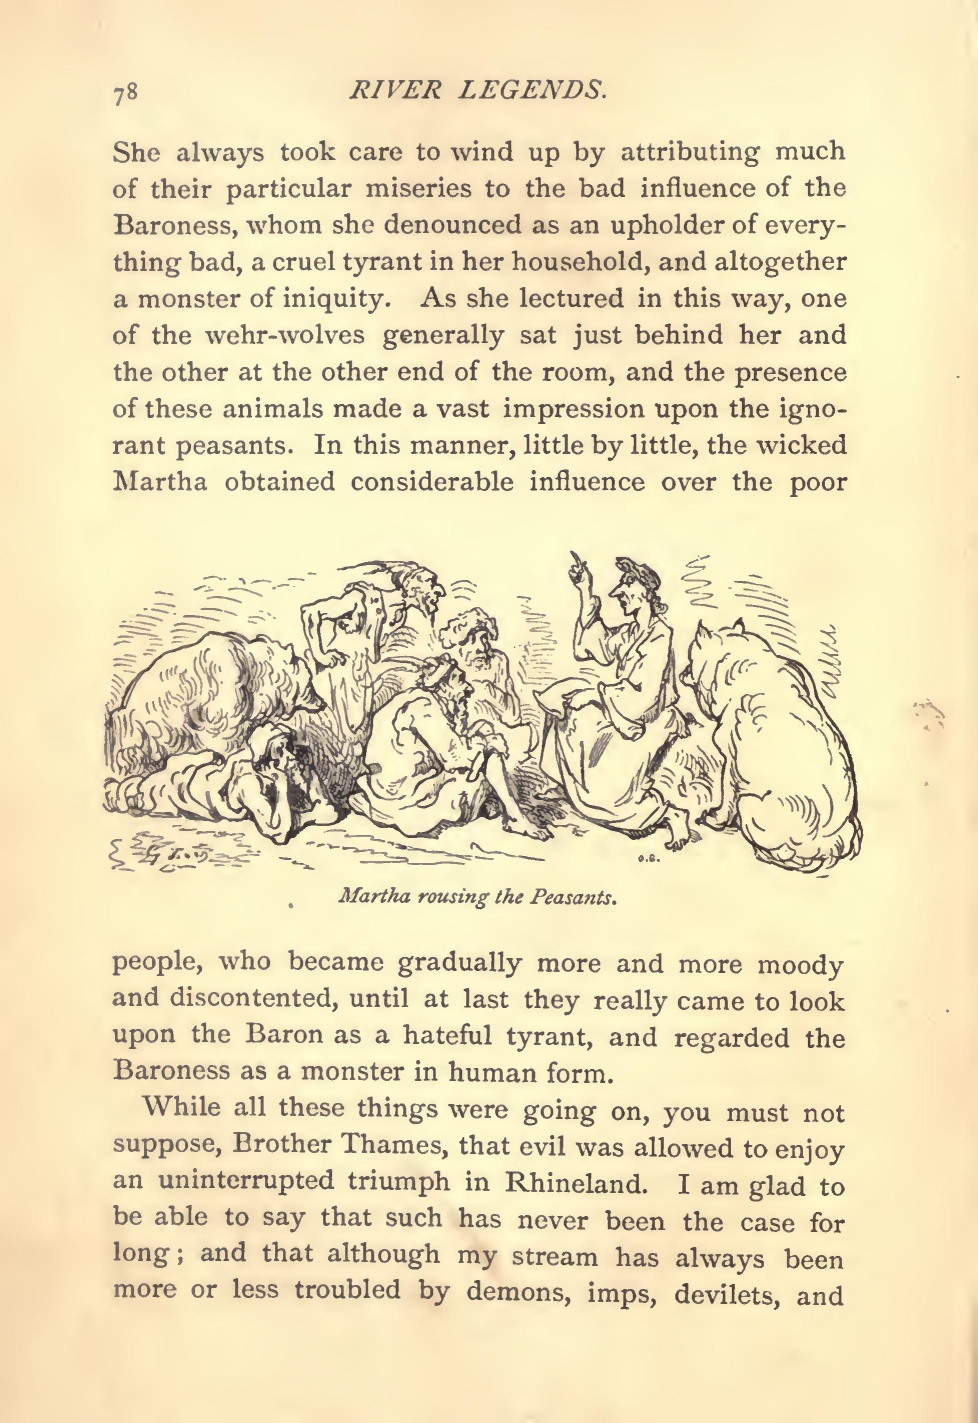 78
RIVER LEGENDS.
She always took care to wind up by attributing much
of their particular miseries to the bad influence of the
Baroness, whom she denounced as an upholder of every-
thing bad, a cruel tyrant in her household, and altogether
a monster of iniquity. As she lectured in this way, one
of the wehr-wolves generally sat just behind her and
the other at the other end of the room, and the presence
of these animals made a vast impression upon the igno-
rant peasants. In this manner, little by little, the wicked
Martha obtained considerable influence over the poor
Martha rousing the Peasants.
people, who became gradually more and more moody
and discontented, until at last they really came to look
upon the Baron as a hateful tyrant, and regarded the
Baroness as a monster in human form.
While all these things were going on, you must not
suppose, Brother Thames, that evil was allowed to enjoy
an uninterrupted triumph in Rhineland. I am glad to
be able to say that such has never been the case for
long; and that although my stream has always been
more or less troubled by demons, imps, devilets, and